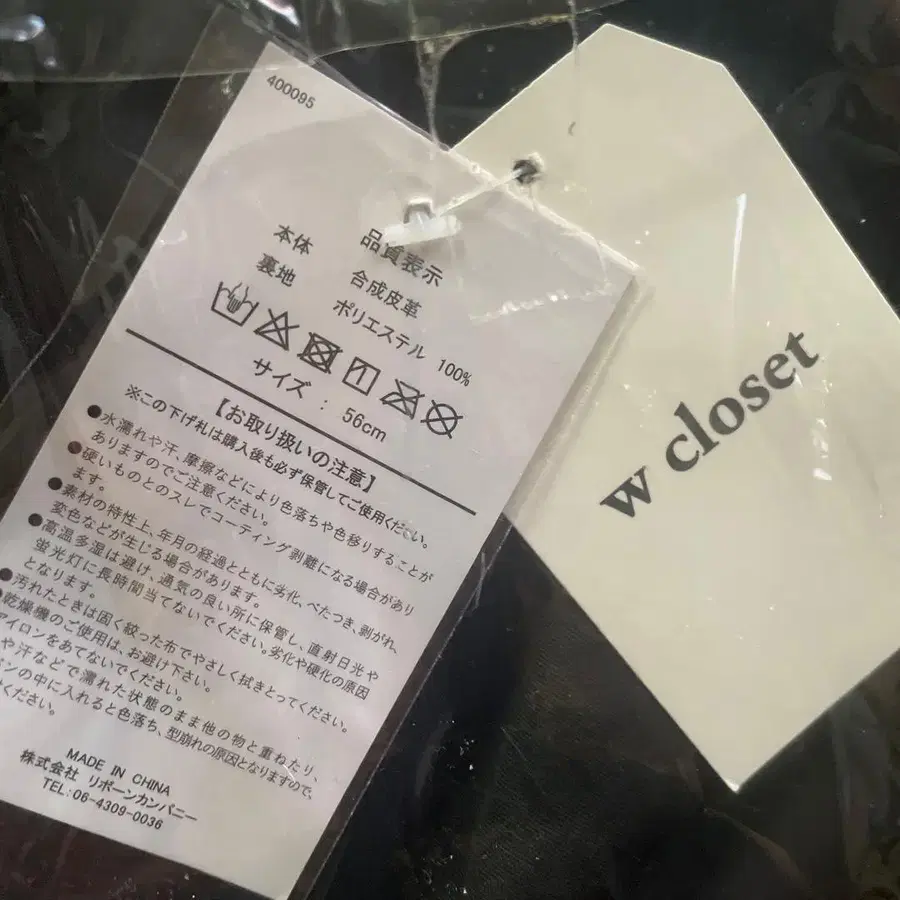 400095
品質表示
本体 合成皮革
裏地 ポリエステル 100%
サイズ : 56cm
【お取り扱いの注意】
※この下げ札は購入後も必ず保管してご使用ください。
●水濡れや汗、摩擦などにより色落ちや色移りすることが
ありますのでご注意ください。
●硬いものとのスレでコーティング剥離になる場合があり
ます。
●素材の特性上、年月の経過とともに劣化、べたつき、剥がれ、
変色などが生じる場合があります。
●高温多湿は避け、通気の良い所に保管し、直射日光や
蛍光灯に長時間当てないでください。劣化や硬化の原因
となります。
●汚れたときは固く絞った布でやさしく拭きとってください。
乾燥機のご使用は、お避け下さい。
アイロンをあてないでください。
や汗などで濡れた状態のまま他の物と重ねたり、
ンの中に入れると色落ち、型崩れの原因となりますので、
ください。
MADE IN CHINA
株式会社 リボーンカンパニー
TEL:06-4309-0036
w closet